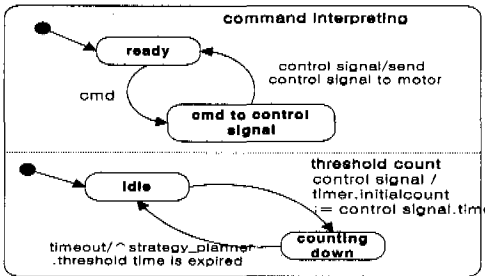 command interpreting
ready
control signal/send
control signal to motor
cmd
cmd to control
signal
threshold count
control signal /
timer.initialcount
:= control signal.time
idle
counting
down
timeout/^strategy_planner
.threshold time is expired